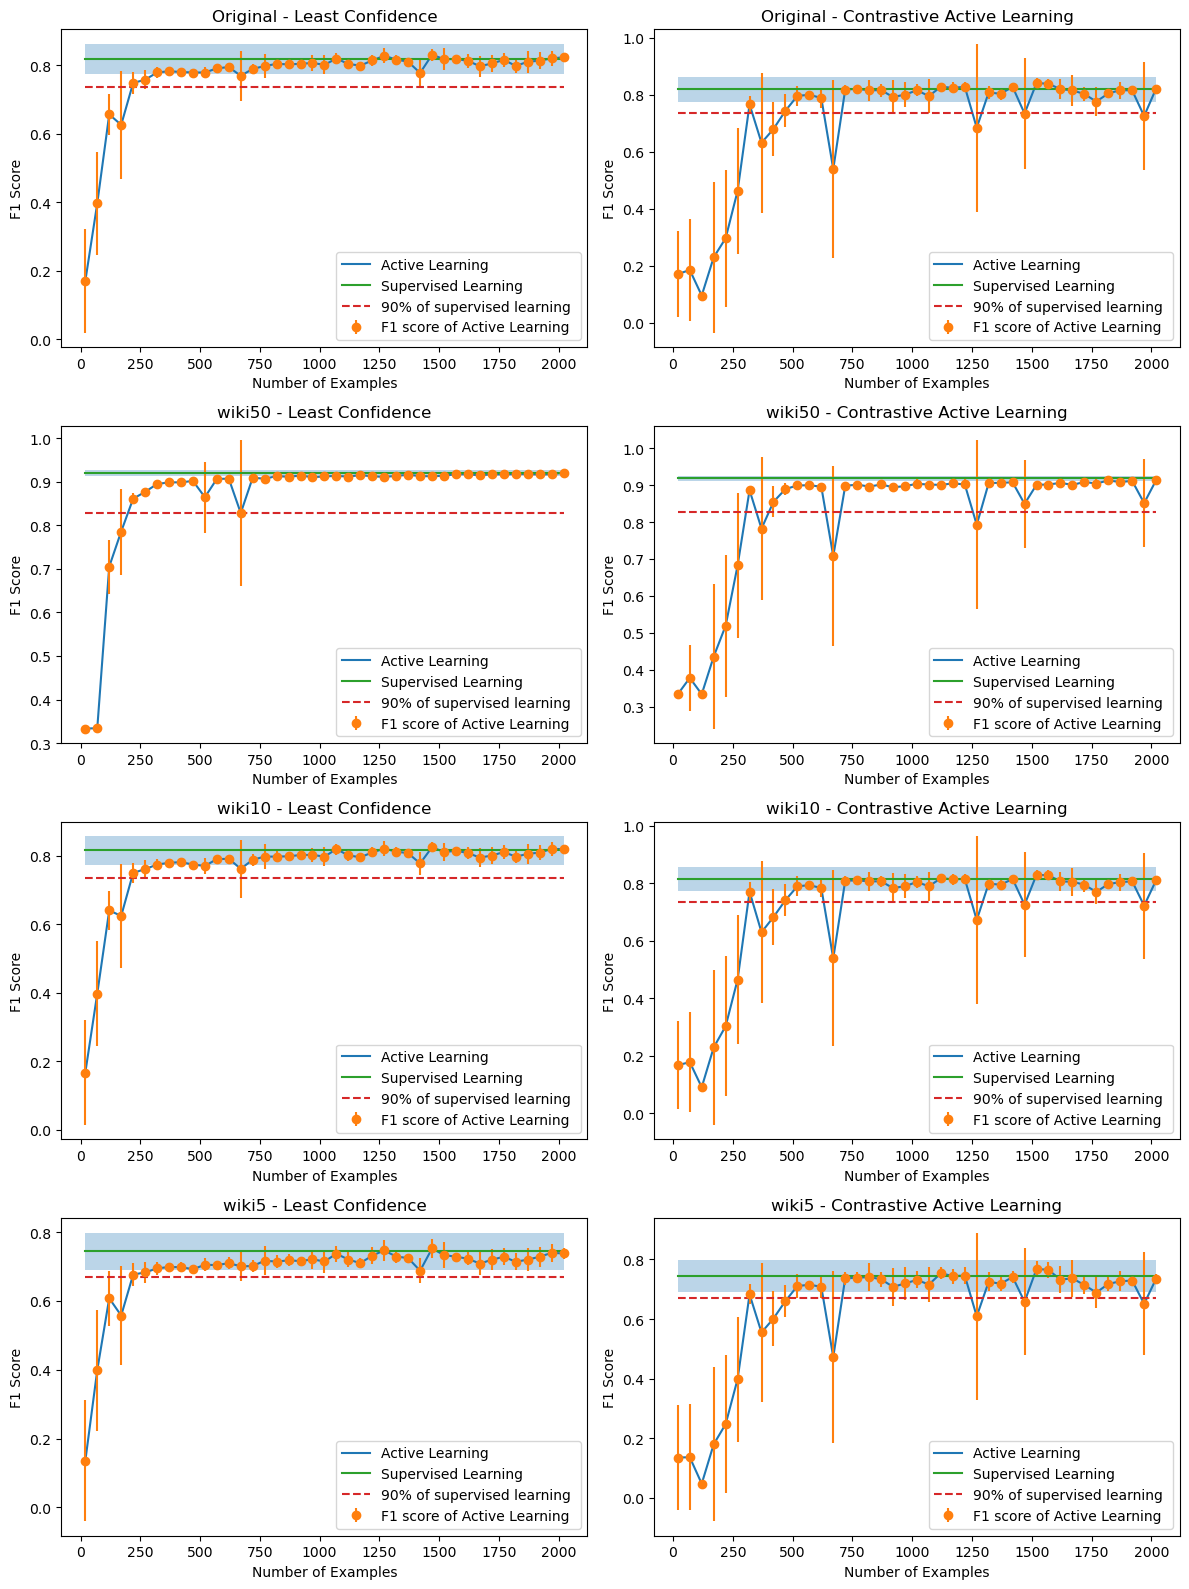 Original - Least Confidence
F1 Score
0.8
0.6
0.4
0.2
0.0
Active Learning
Supervised Learning
90% of supervised learning
F1 score of Active Learning
0 250 500 750 1000 1250 1500 1750 2000
Number of Examples
Original - Contrastive Active Learning
F1 Score
1.0
0.8
0.6
0.4
0.2
0.0
Active Learning
Supervised Learning
90% of supervised learning
F1 score of Active Learning
0 250 500 750 1000 1250 1500 1750 2000
Number of Examples
wiki50 - Least Confidence
F1 Score
1.0
0.9
0.8
0.7
0.6
0.5
0.4
0.3
Active Learning
Supervised Learning
90% of supervised learning
F1 score of Active Learning
0 250 500 750 1000 1250 1500 1750 2000
Number of Examples
wiki50 - Contrastive Active Learning
F1 Score
1.0
0.9
0.8
0.7
0.6
0.5
0.4
0.3
Active Learning
Supervised Learning
90% of supervised learning
F1 score of Active Learning
0 250 500 750 1000 1250 1500 1750 2000
Number of Examples
wiki10 - Least Confidence
F1 Score
0.8
0.6
0.4
0.2
0.0
Active Learning
Supervised Learning
90% of supervised learning
F1 score of Active Learning
0 250 500 750 1000 1250 1500 1750 2000
Number of Examples
wiki10 - Contrastive Active Learning
F1 Score
1.0
0.8
0.6
0.4
0.2
0.0
Active Learning
Supervised Learning
90% of supervised learning
F1 score of Active Learning
0 250 500 750 1000 1250 1500 1750 2000
Number of Examples
wiki5 - Least Confidence
F1 Score
0.8
0.6
0.4
0.2
0.0
Active Learning
Supervised Learning
90% of supervised learning
F1 score of Active Learning
0 250 500 750 1000 1250 1500 1750 2000
Number of Examples
wiki5 - Contrastive Active Learning
F1 Score
0.8
0.6
0.4
0.2
0.0
Active Learning
Supervised Learning
90% of supervised learning
F1 score of Active Learning
0 250 500 750 1000 1250 1500 1750 2000
Number of Examples